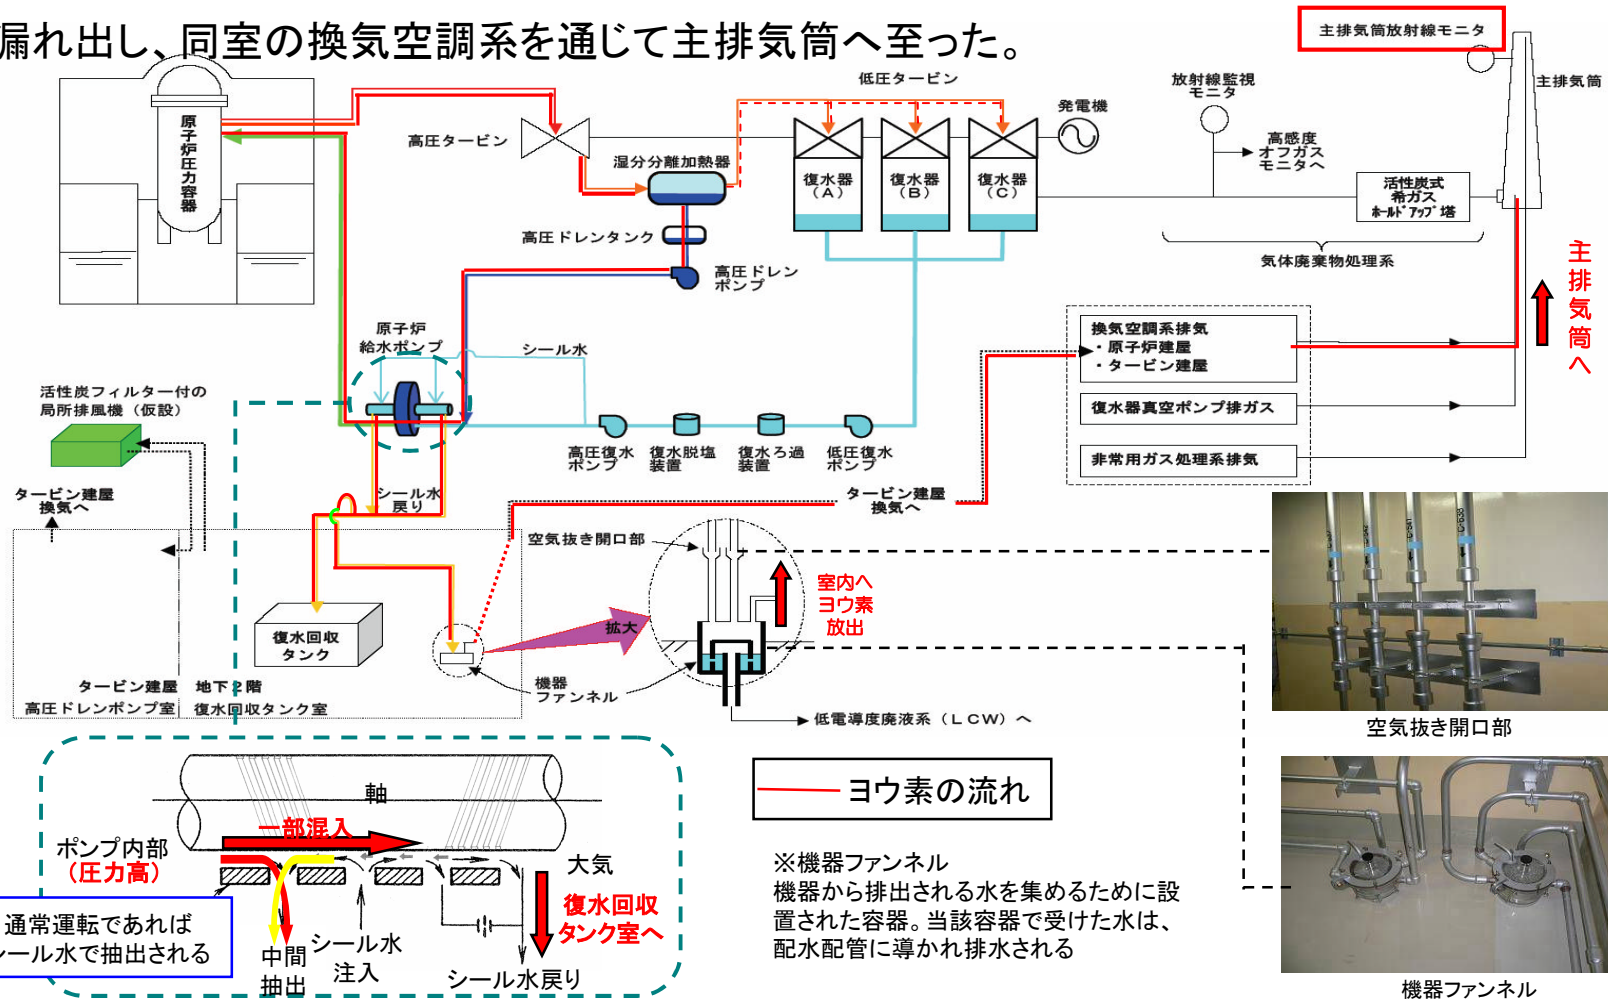 漏れ出し、同室の換気空調系を通じて主排気筒へ至った。
主排気筒放射線モニタ
主排気筒
低圧タービン
放射線監視
モニタ
発電機
高圧タービン
高感度
オフガス
モニタへ
原子炉圧力容器
湿分分離加熱器
復水器
(A)
復水器
(B)
復水器
(C)
活性炭式
希ガス
ホールドアップ塔
高圧ドレンタンク
気体廃棄物処理系
高圧ドレン
ポンプ
主排気筒へ
原子炉
給水ポンプ
シール水
換気空調系排気
・原子炉建屋
・タービン建屋
復水器真空ポンプ排ガス
非常用ガス処理系排気
活性炭フィルター付の
局所排風機(仮設)
高圧復水
ポンプ
復水脱塩
装置
復水ろ過
装置
低圧復水
ポンプ
タービン建屋
換気へ
シール水
戻り
タービン建屋
換気へ
空気抜き開口部
室内へ
ヨウ素
放出
復水回収
タンク
拡大
機器
ファンネル
タービン建屋 地下2階
高圧ドレンポンプ室
復水回収タンク室
低電導度廃液系(LCW)へ
空気抜き開口部
軸
ヨウ素の流れ
一部混入
ポンプ内部
(圧力高)
大気
※機器ファンネル
機器から排出される水を集めるために設
置された容器。当該容器で受けた水は、
配水配管に導かれ排水される
復水回収
タンク室へ
通常運転であれば
シール水で抽出される
中間
抽出
シール水
注入
シール水戻り
機器ファンネル